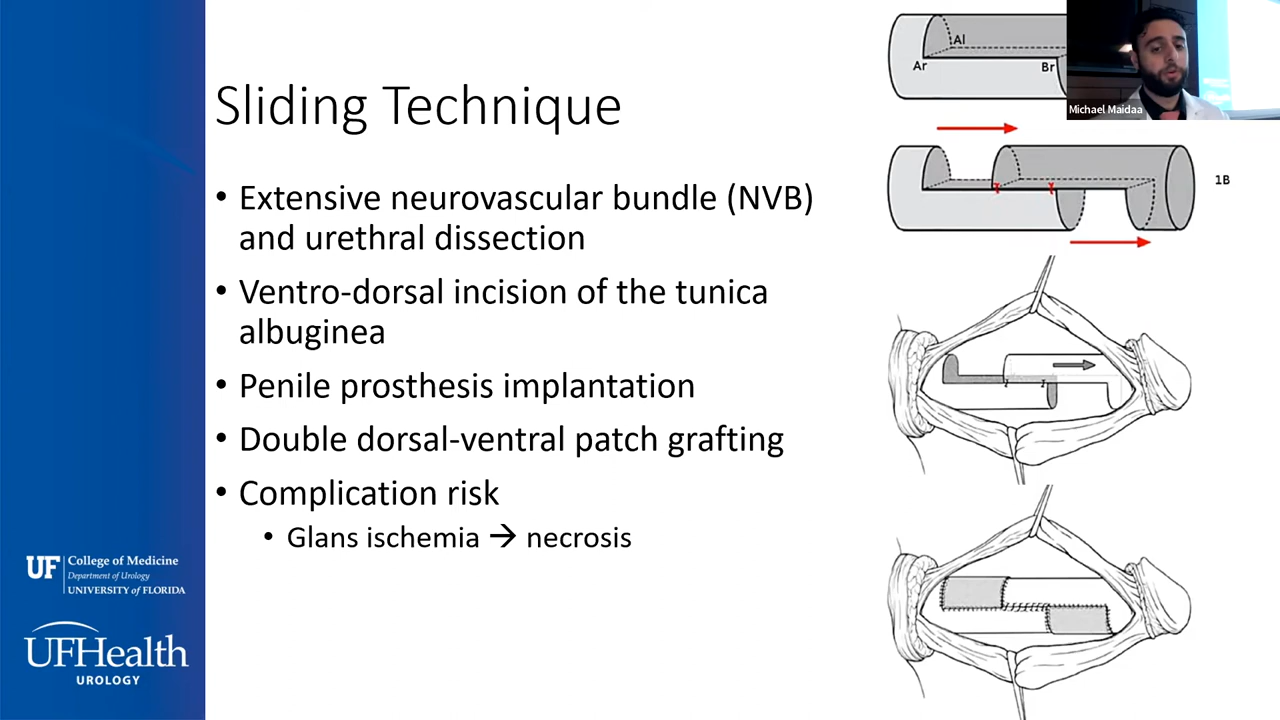 Sliding Technique
• Extensive neurovascular bundle (NVB)
and urethral dissection
• Ventro-dorsal incision of the tunica
albuginea
• Penile prosthesis implantation
• Double dorsal-ventral patch grafting
• Complication risk
• Glans ischemia → necrosis
Al
Ar
Br
Michael Maidaa
1B
UF College of Medicine
Department of Urology
UNIVERSITY of FLORIDA
UFHealth
UROLOGY